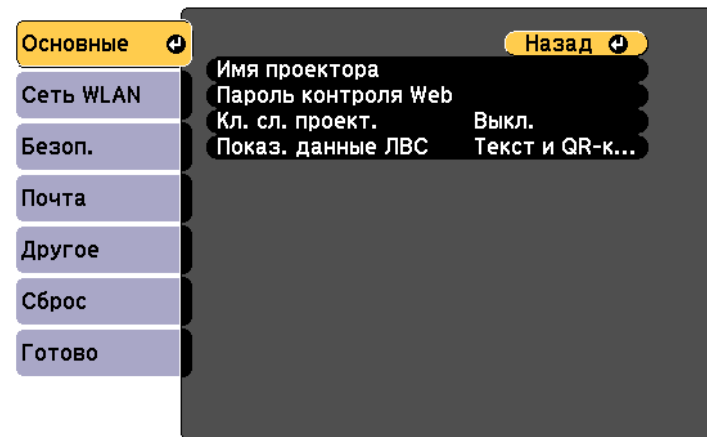 Основные
Сеть WLAN
Безоп.
Почта
Другое
Сброс
Готово
Назад
Имя проектора
Пароль контроля Web
Кл. сл. проект. Выкл.
Показ. данные ЛВС Текст и QR-к...